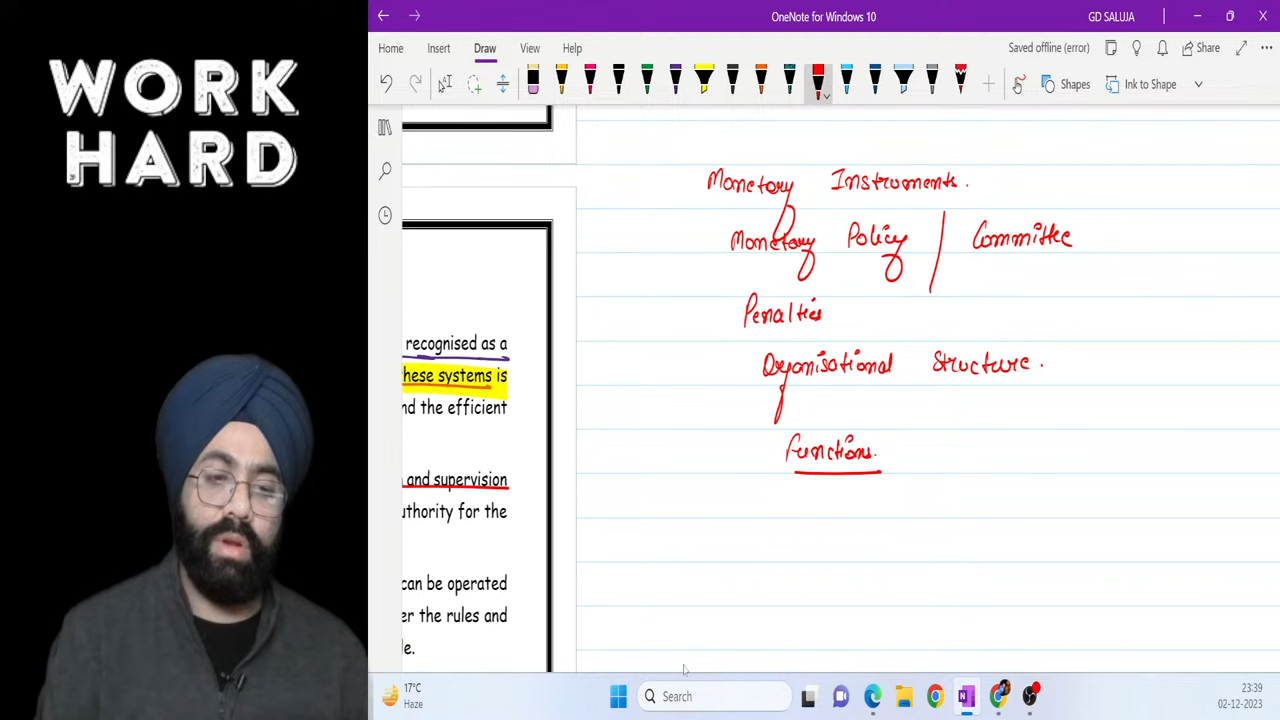 WORK
HARD
OneNote for Windows 10
GD SALUJA
Home Insert Draw View Help
Saved offline (error)
Share
Shapes
Ink to Shape
Monetary Instruments.
Monetary Policy / Committee
Penalties
Organisational Structure.
Functions.
recognised as a
hese systems is
nd the efficient
and supervision
uthority for the
can be operated
er the rules and
le.
17°C
Haze
Search
23:39
02-12-2023